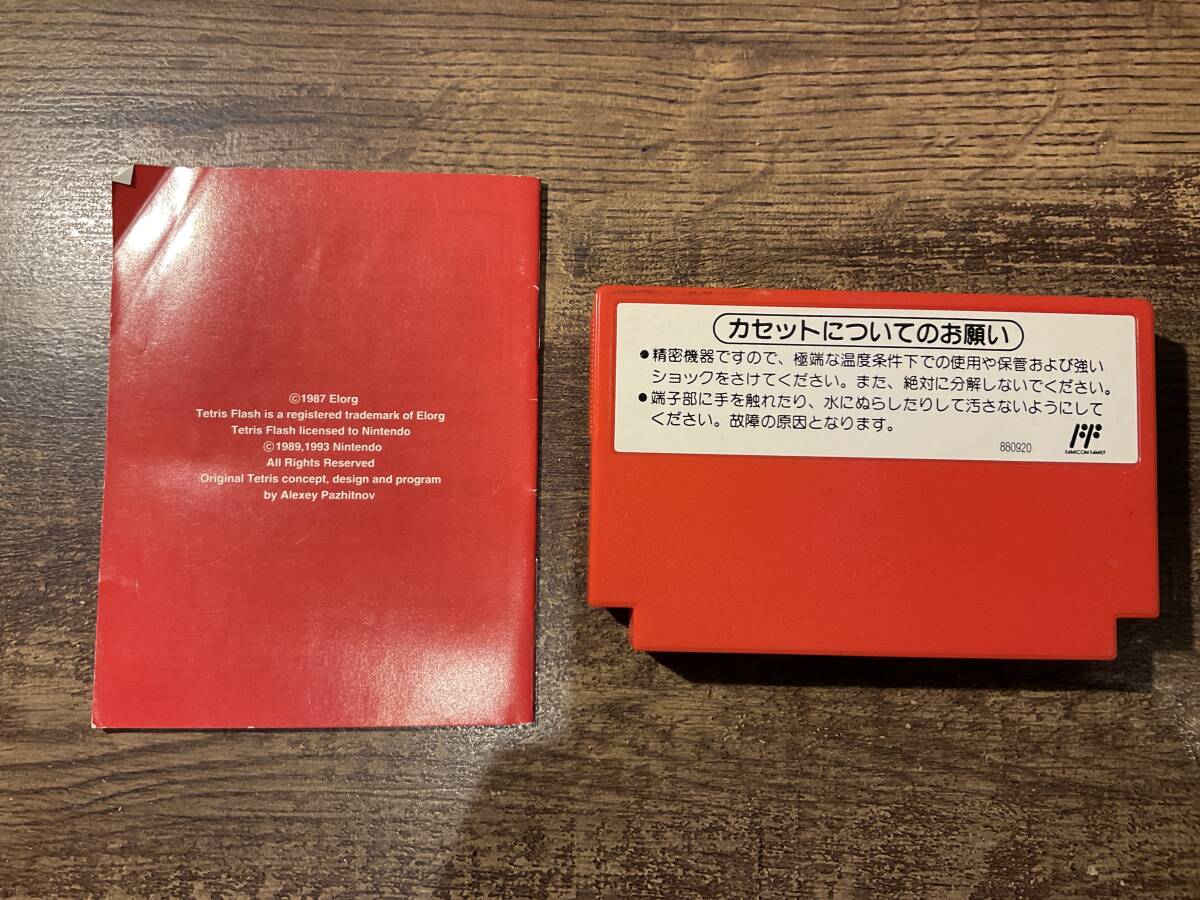 ©1987 Elorg
Tetris Flash is a registered trademark of Elorg
Tetris Flash licensed to Nintendo
©1989,1993 Nintendo
All Rights Reserved
Original Tetris concept, design and program
by Alexey Pazhitnov
カセットについてのお願い
●精密機器ですので、極端な温度条件下での使用や保管および強い
ショックをさけてください。また、絶対に分解しないでください。
●端子部に手を触れたり、水にぬらしたりして汚さないようにして
ください。故障の原因となります。
880920
FAMICOM FAMILY